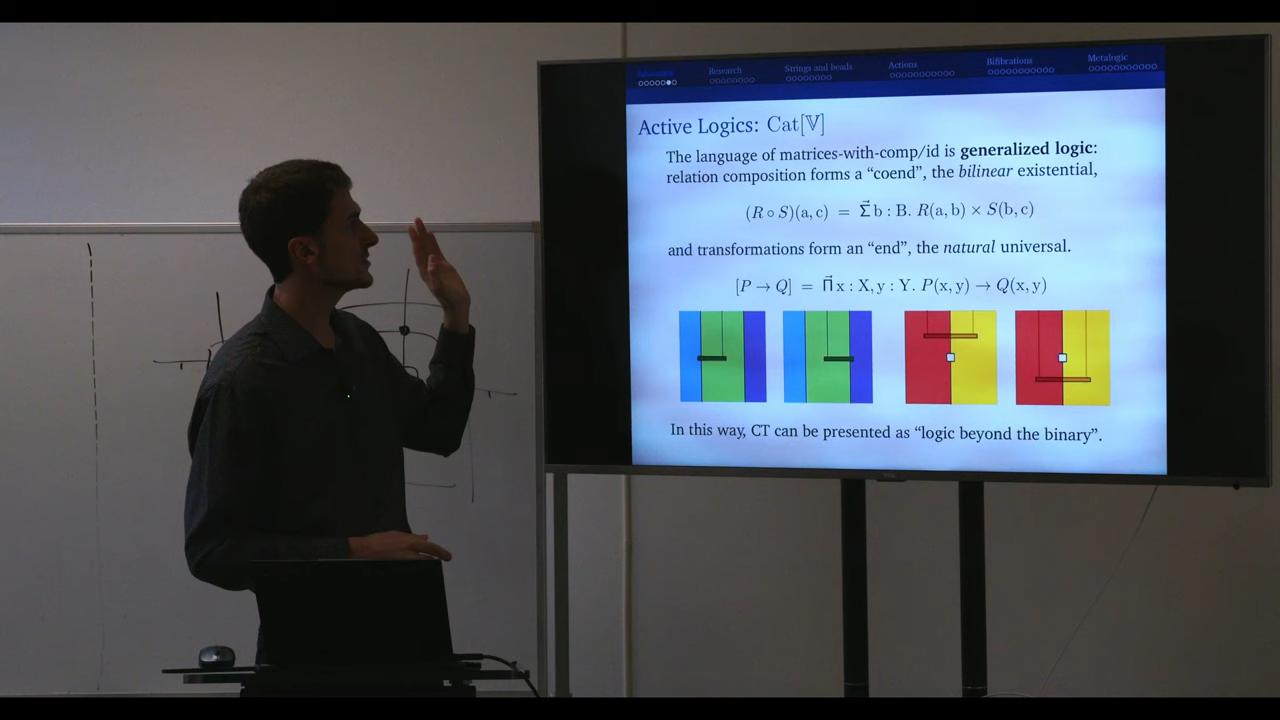 Research Strings and beads Actions Bifibrations Metalogic
Active Logics: Cat[𝕍]
The language of matrices-with-comp/id is generalized logic:
relation composition forms a “coend”, the bilinear existential,
(R ∘ S)(a, c) = Σ⃗ b : B. R(a, b) × S(b, c)
and transformations form an “end”, the natural universal.
[P → Q] = Π⃗ x : X, y : Y. P(x, y) → Q(x, y)
In this way, CT can be presented as “logic beyond the binary”.